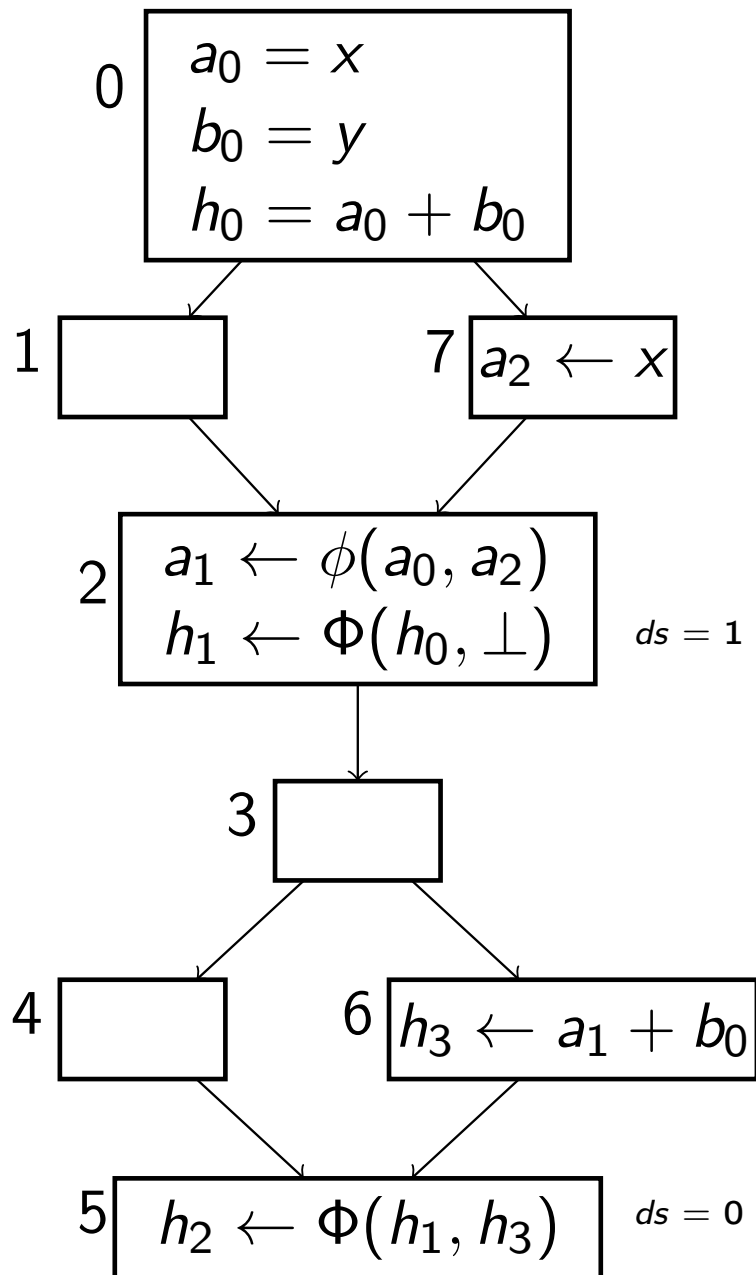 0
a₀ = x
b₀ = y
h₀ = a₀ + b₀
1
7
a₂ ← x
2
a₁ ← ϕ(a₀, a₂)
h₁ ← Φ(h₀, ⊥)
ds = 1
3
4
6
h₃ ← a₁ + b₀
5
h₂ ← Φ(h₁, h₃)
ds = 0